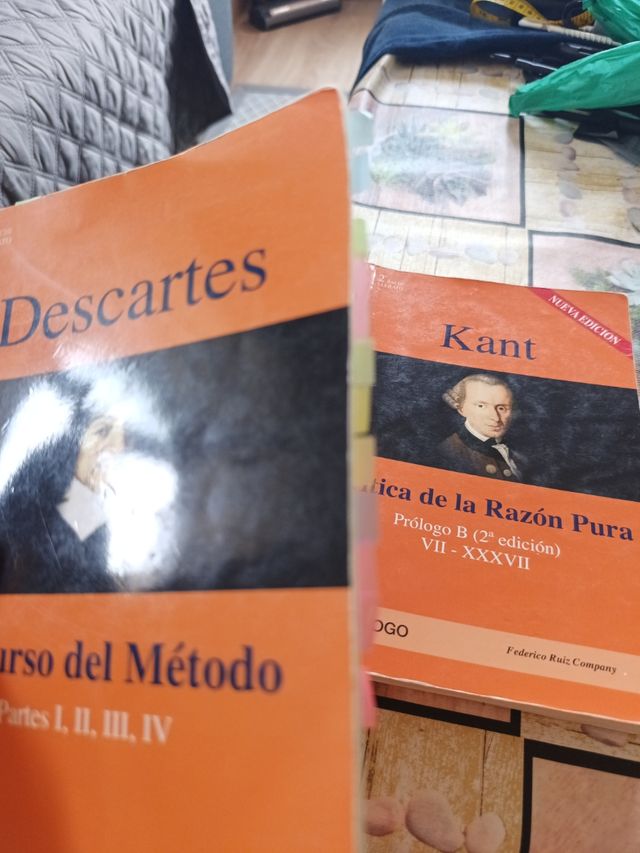 Descartes
urso del Método
Partes I, II, III, IV
NUEVA EDICION
Kant
tica de la Razón Pura
Prólogo B (2ª edición)
VII - XXXVII
OGO
Federico Ruiz Company